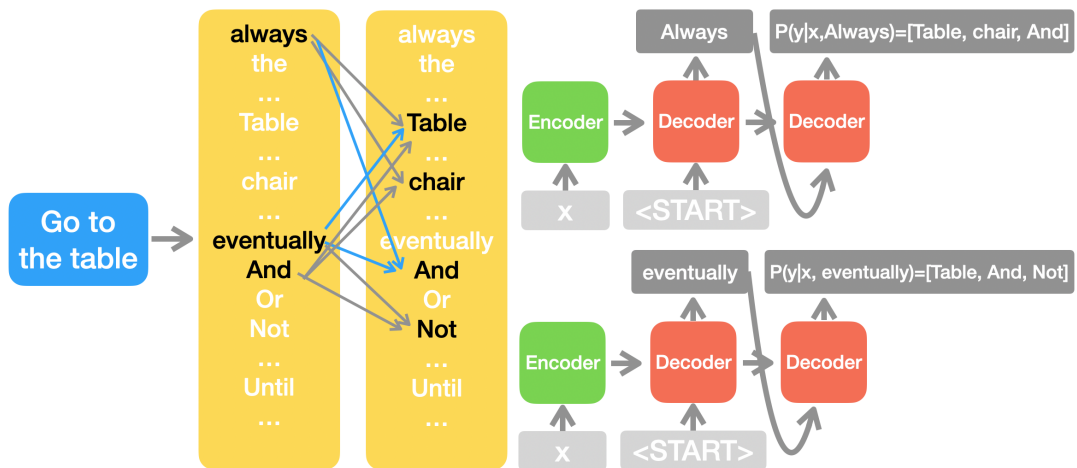 Go to
the table
always
the
...
Table
...
chair
...
eventually
And
Or
Not
...
Until
...
always
the
...
Table
...
chair
...
eventually
And
Or
Not
...
Until
...
Always
P(y|x,Always)=[Table, chair, And]
Encoder
Decoder
Decoder
x
<START>
eventually
P(y|x, eventually)=[Table, And, Not]
Encoder
Decoder
Decoder
x
<START>